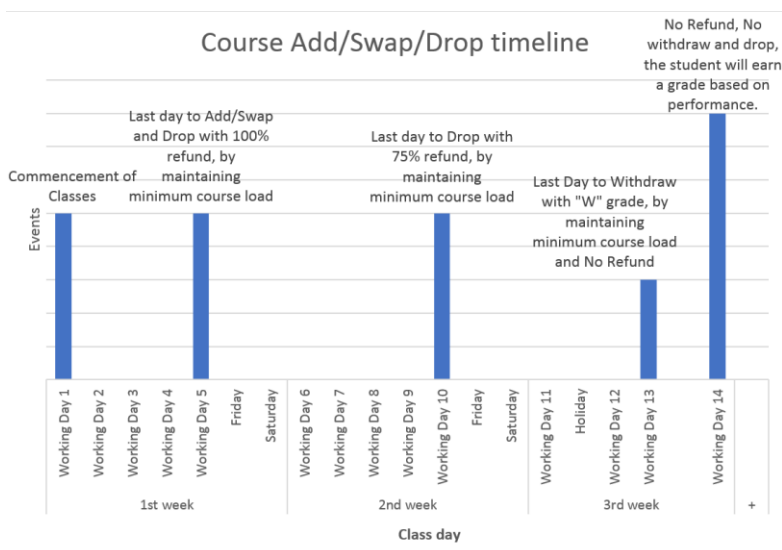 Course Add/Swap/Drop timeline
No Refund, No
withdraw and drop,
the student will earn
a grade based on
performance.
Last day to Add/Swap
and Drop with 100%
refund, by
maintaining
minimum course load
Last day to Drop with
75% refund, by
maintaining
minimum course load
Commencement of
Classes
Last Day to Withdraw
with "W" grade, by
maintaining
minimum course load
and No Refund
Events
Working Day 1
Working Day 2
Working Day 3
Working Day 4
Working Day 5
Friday
Saturday
Working Day 6
Working Day 7
Working Day 8
Working Day 9
Working Day 10
Friday
Saturday
Working Day 11
Holiday
Working Day 12
Working Day 13
Working Day 14
1st week
2nd week
3rd week
+
Class day